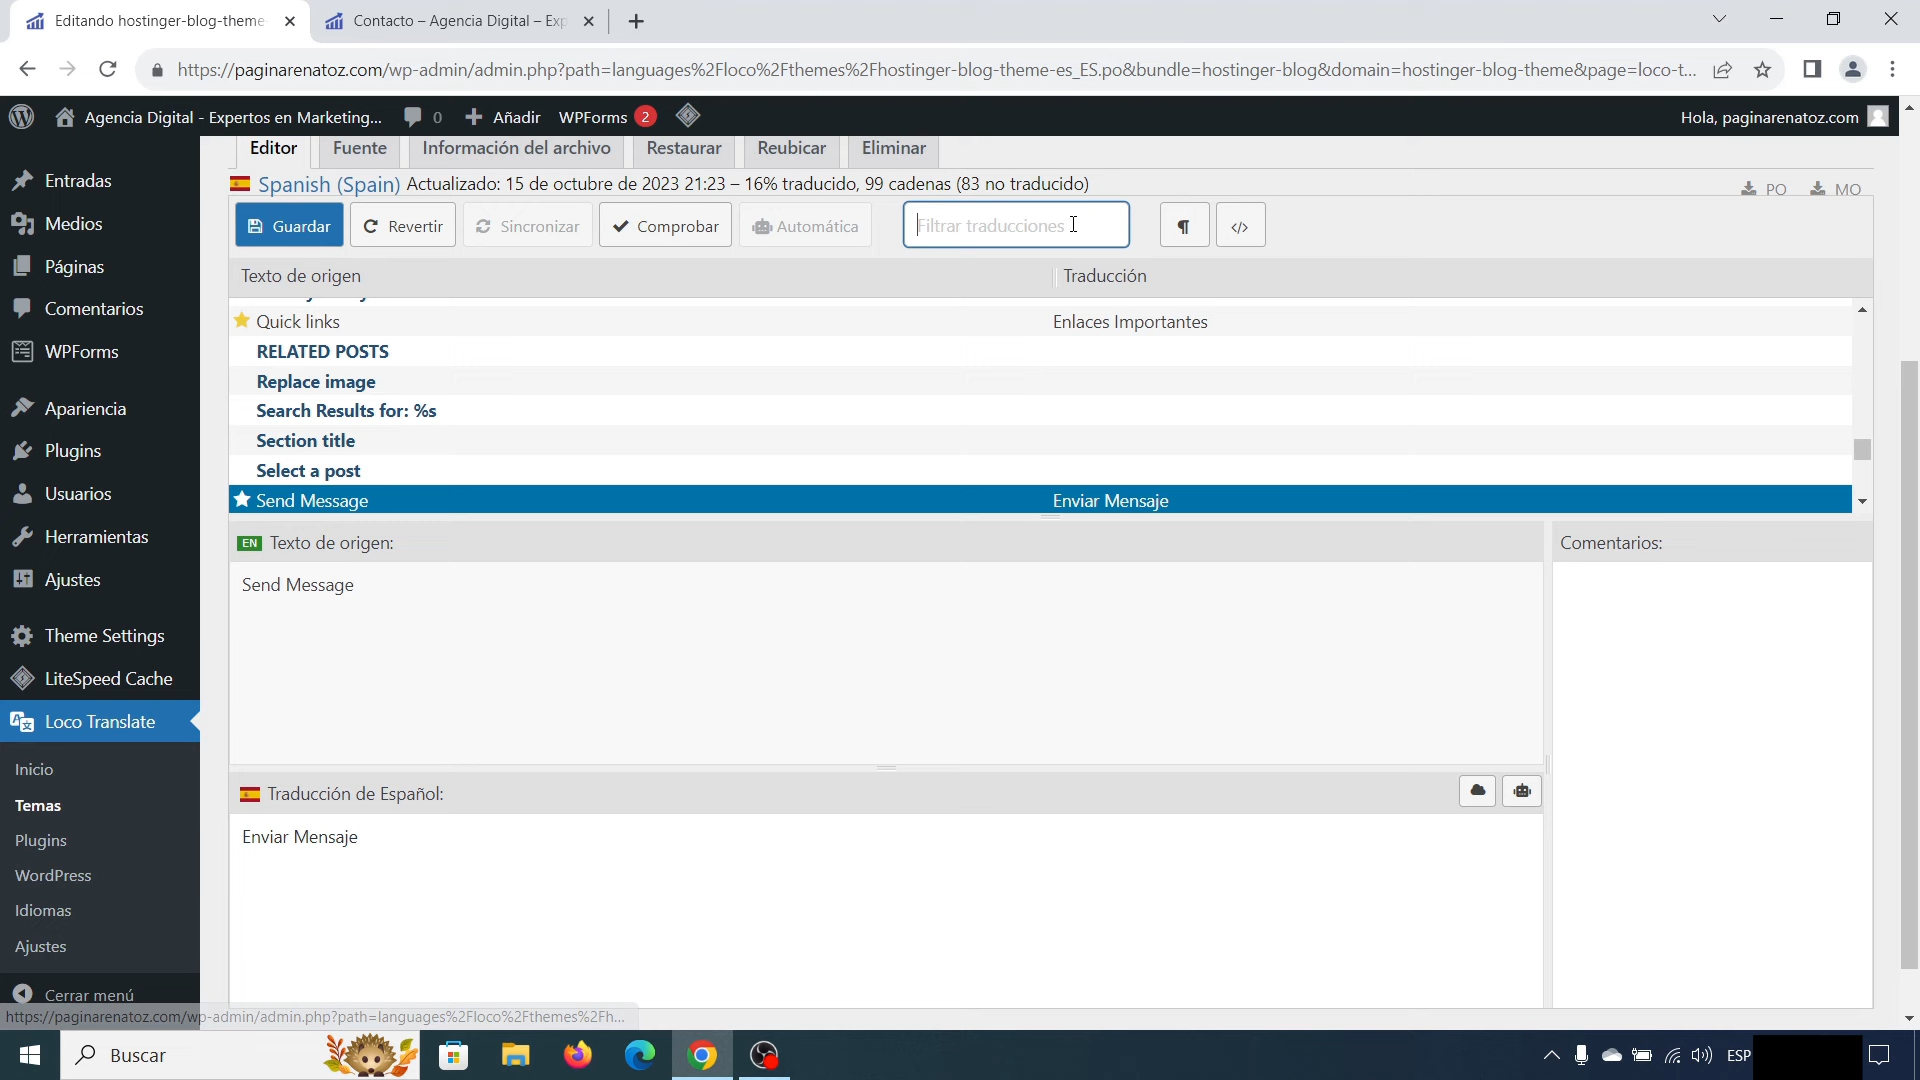 Editando hostinger-blog-theme
Contacto – Agencia Digital – Exp
https://paginarenatoz.com/wp-admin/admin.php?path=languages%2Floco%2Fthemes%2Fhostinger-blog-theme-es_ES.po&bundle=hostinger-blog&domain=hostinger-blog-theme&page=loco-t...
Agencia Digital - Expertos en Marketing...
0
Añadir
WPForms
2
Hola, paginarenatoz.com
Entradas
Medios
Páginas
Comentarios
WPForms
Apariencia
Plugins
Usuarios
Herramientas
Ajustes
Theme Settings
LiteSpeed Cache
Loco Translate
Inicio
Temas
Plugins
WordPress
Idiomas
Ajustes
Cerrar menú
Editor
Fuente
Información del archivo
Restaurar
Reubicar
Eliminar
Spanish (Spain) Actualizado: 15 de octubre de 2023 21:23 – 16% traducido, 99 cadenas (83 no traducido)
PO
MO
Guardar
Revertir
Sincronizar
Comprobar
Automática
Filtrar traducciones
¶
</>
Texto de origen
Traducción
Quick links
Enlaces Importantes
RELATED POSTS
Replace image
Search Results for: %s
Section title
Select a post
Send Message
Enviar Mensaje
EN Texto de origen:
Comentarios:
Send Message
Traducción de Español:
Enviar Mensaje
https://paginarenatoz.com/wp-admin/admin.php?path=languages%2Floco%2Fthemes%2Fh...
Buscar
ESP